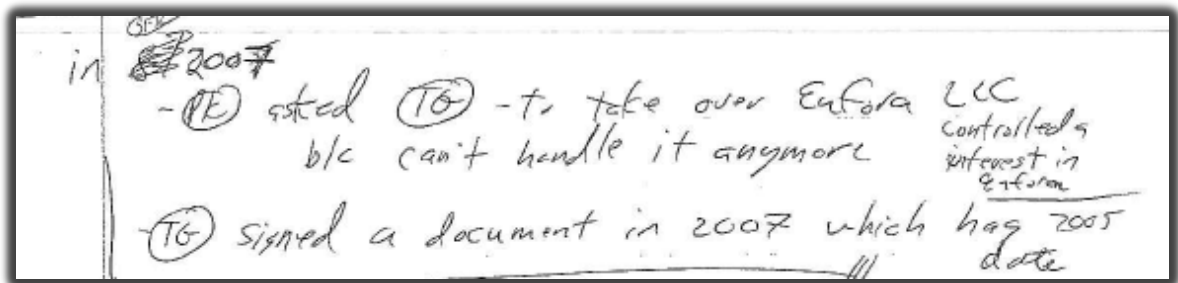 in 2007
- PE asked TG - to take over Enfora LLC
b/c can't handle it anymore
controlled a
interest in
Enfora
- TG signed a document in 2007 which has 2005
date